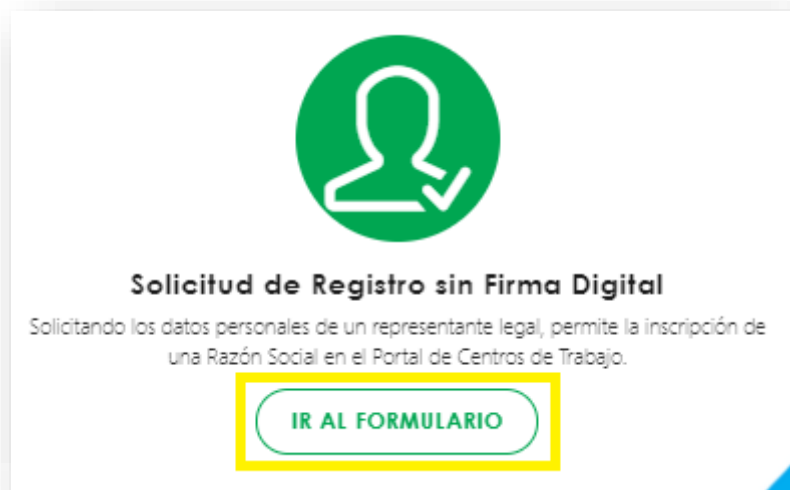 Solicitud de Registro sin Firma Digital
Solicitando los datos personales de un representante legal, permite la inscripción de
una Razón Social en el Portal de Centros de Trabajo.
IR AL FORMULARIO